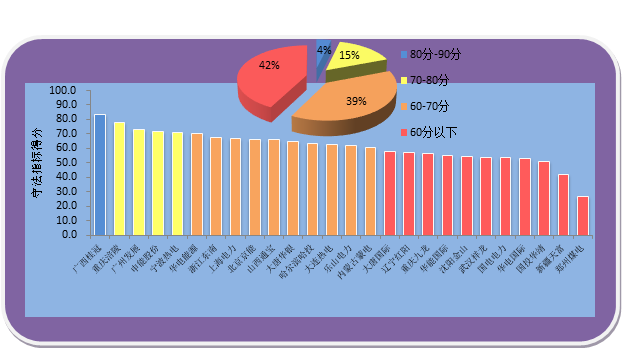 4%
15%
39%
42%
80分-90分
70-80分
60-70分
60分以下
守法指标得分
100.0
90.0
80.0
70.0
60.0
50.0
40.0
30.0
20.0
10.0
0.0
广西桂冠
重庆涪陵
广州发展
申能股份
宁波热电
华电能源
浙江东南
上海电力
北京京能
山西通宝
大唐华银
哈尔滨哈投
大连热电
乐山电力
内蒙古蒙电
大唐国际
辽宁红阳
重庆九龙
华能国际
沈阳金山
武汉祥龙
国电电力
华电国际
国投华靖
新疆天富
郑州煤电